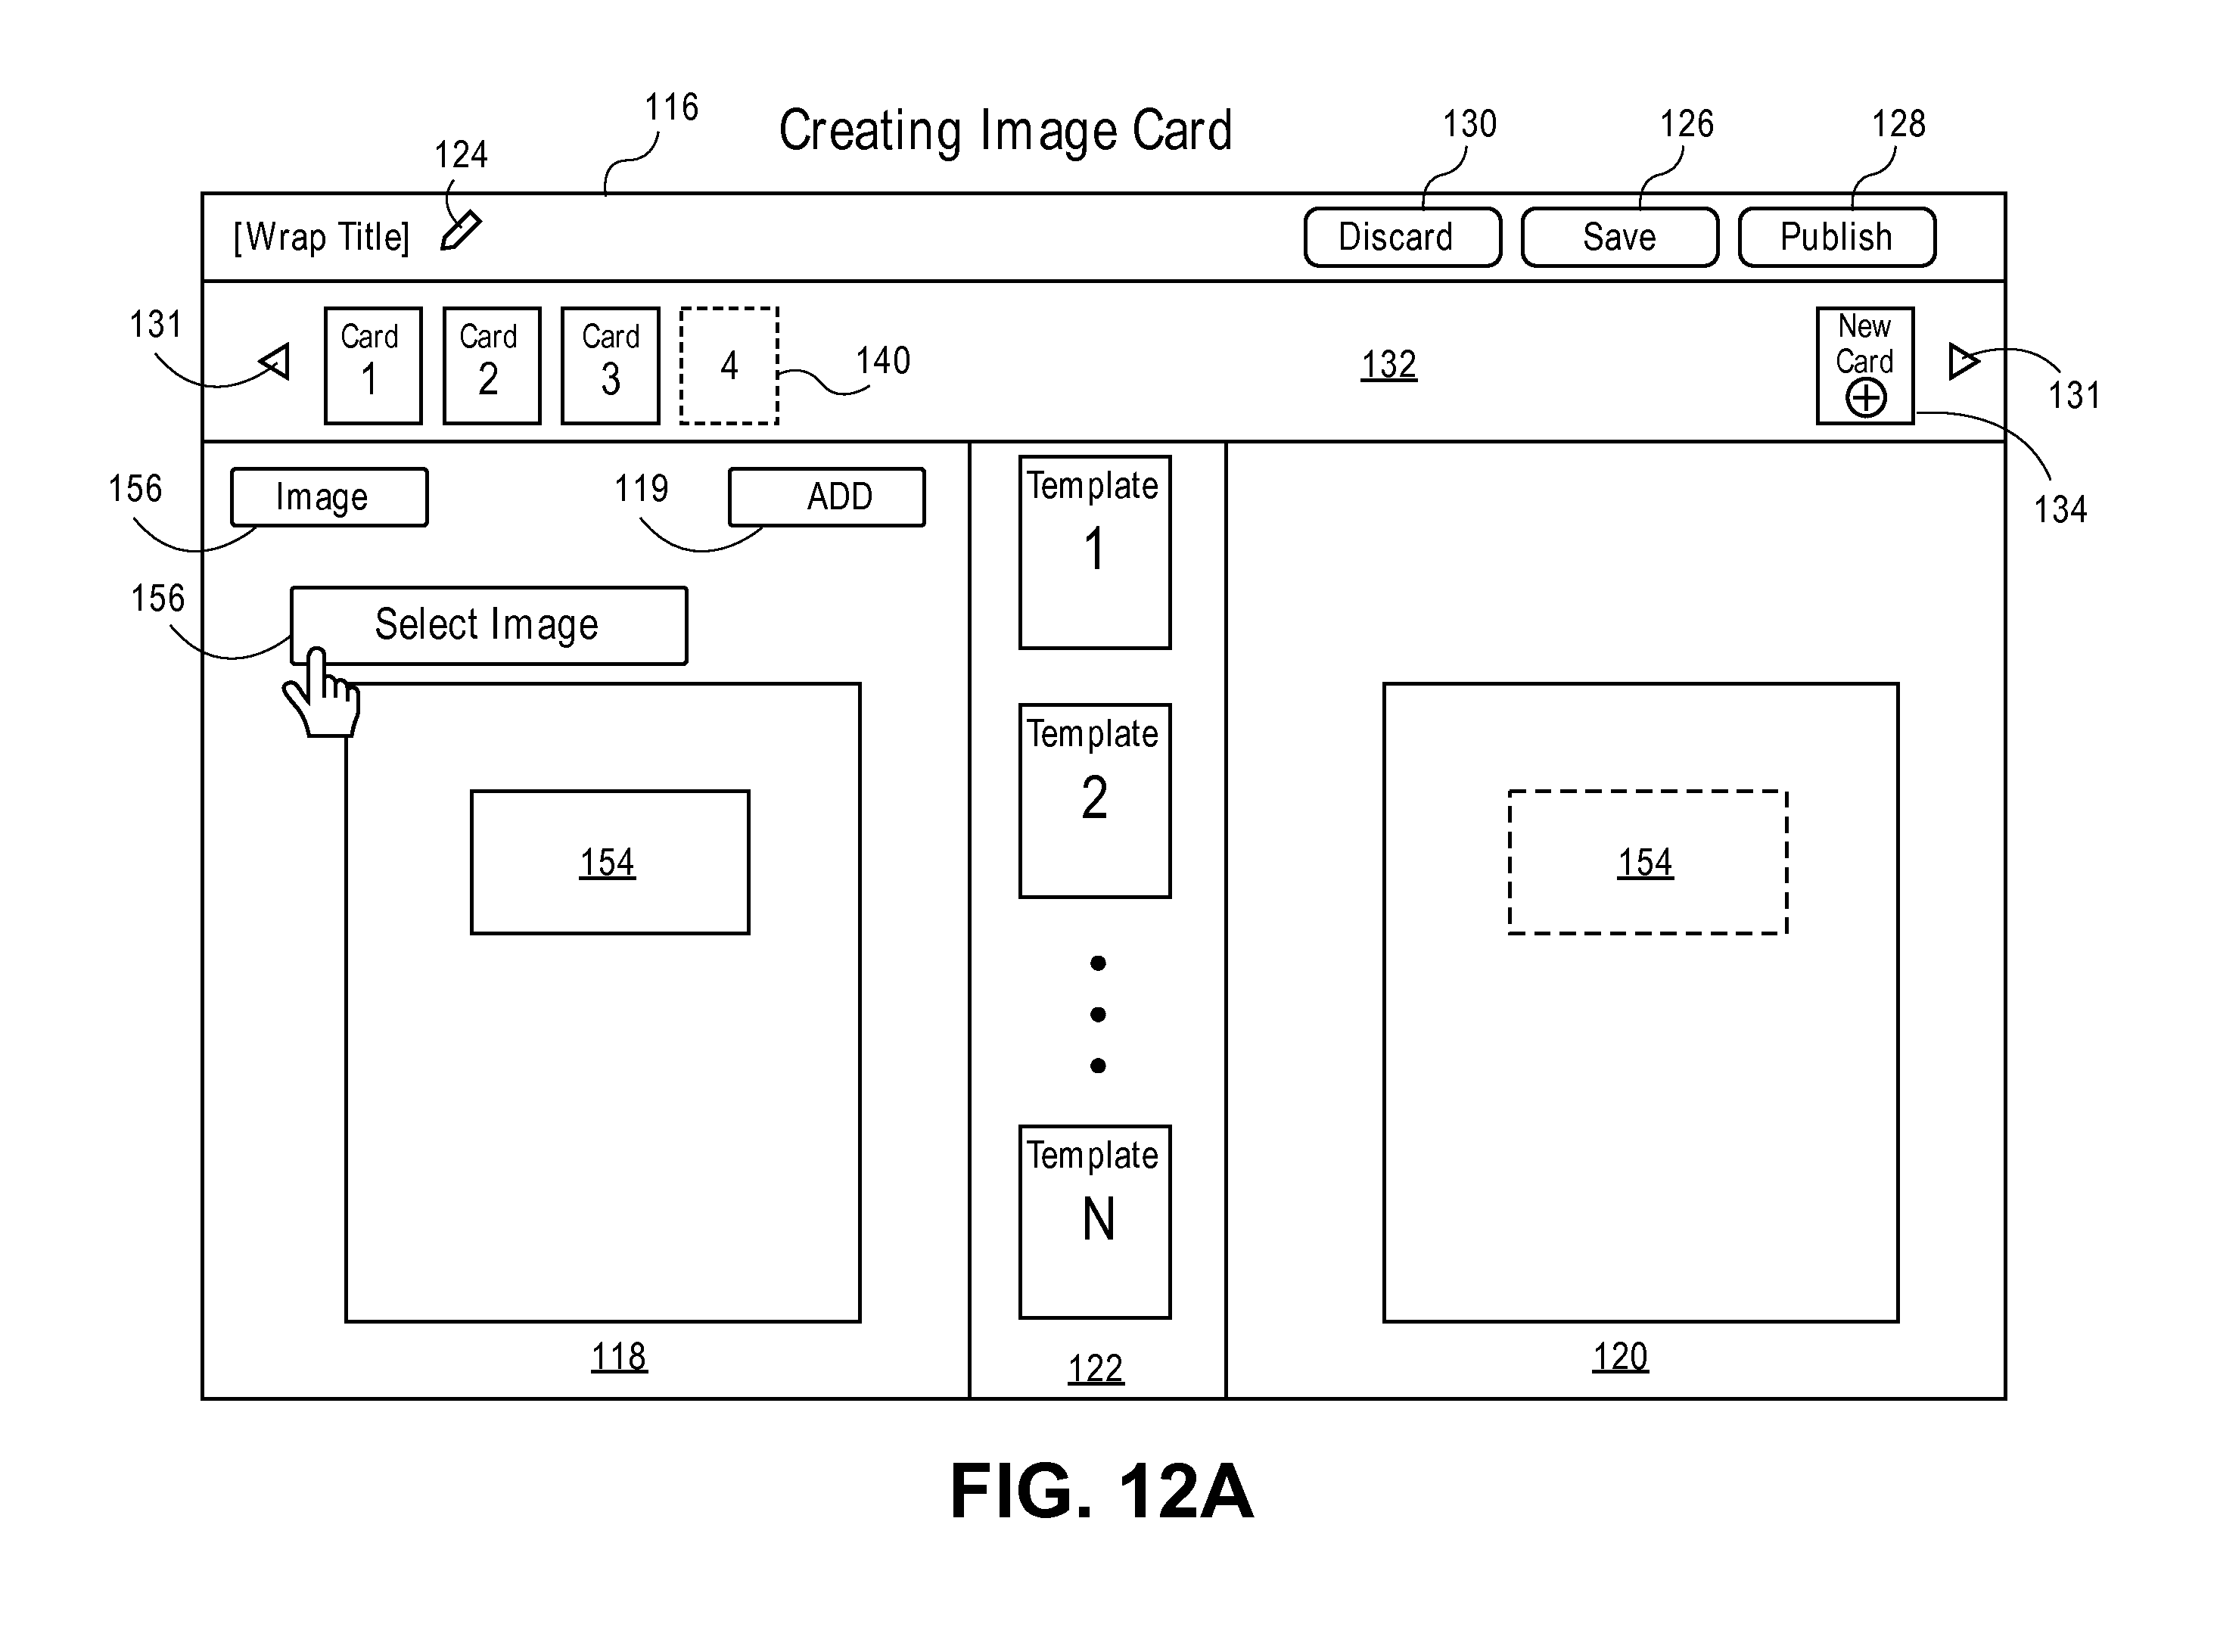 Creating Image Card
116
124
130
126
128
[Wrap Title]
Discard
Save
Publish
131
Card
1
Card
2
Card
3
4
140
132
New
Card
131
134
156
Image
119
ADD
156
Select Image
154
118
Template
1
Template
2
Template
N
122
154
120
FIG. 12A